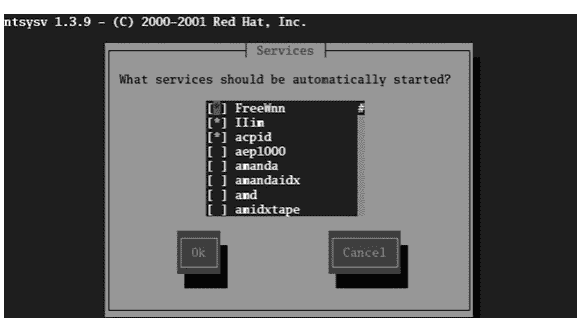 ntsysv 1.3.9 - (C) 2000-2001 Red Hat, Inc.
Services
What services should be automatically started?
[*] FreeWnn #
[*] IIim
[*] acpid
[ ] aep1000
[ ] amanda
[ ] amandaidx
[ ] amd
[ ] amidxtape
Ok Cancel